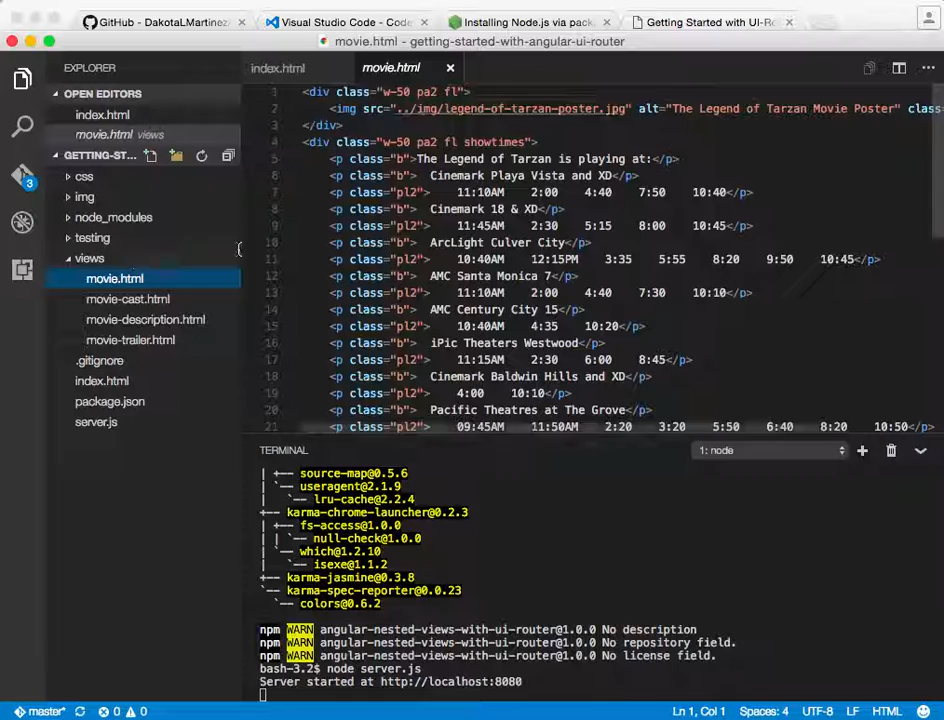 GitHub - DakotaLMartinez
Visual Studio Code - Code
Installing Node.js via pack
Getting Started with UI-Ro
movie.html - getting-started-with-angular-ui-router
EXPLORER
index.html
movie.html
OPEN EDITORS
index.html
movie.html views
GETTING-ST...
css
img
node_modules
testing
views
movie.html
movie-cast.html
movie-description.html
movie-trailer.html
.gitignore
index.html
package.json
server.js
3
1 <div class="w-50 pa2 fl">
2 <img src="../img/legend-of-tarzan-poster.jpg" alt="The Legend of Tarzan Movie Poster" class
3 </div>
4 <div class="w-50 pa2 fl showtimes">
5 <p class="b">The Legend of Tarzan is playing at:</p>
6 <p class="b"> Cinemark Playa Vista and XD</p>
7 <p class="pl2"> 11:10AM 2:00 4:40 7:50 10:40</p>
8 <p class="b"> Cinemark 18 & XD</p>
9 <p class="pl2"> 11:45AM 2:30 5:15 8:00 10:45</p>
10 <p class="b"> ArcLight Culver City</p>
11 <p class="pl2"> 10:40AM 12:15PM 3:35 5:55 8:20 9:50 10:45</p>
12 <p class="b"> AMC Santa Monica 7</p>
13 <p class="pl2"> 11:10AM 2:00 4:40 7:30 10:10</p>
14 <p class="b"> AMC Century City 15</p>
15 <p class="pl2"> 10:40AM 4:35 10:20</p>
16 <p class="b"> iPic Theaters Westwood</p>
17 <p class="pl2"> 11:15AM 2:30 6:00 8:45</p>
18 <p class="b"> Cinemark Baldwin Hills and XD</p>
19 <p class="pl2"> 4:00 10:10</p>
20 <p class="b"> Pacific Theatres at The Grove</p>
21 <p class="pl2"> 09:45AM 11:50AM 2:20 3:20 5:50 6:40 8:20 10:50</p>
TERMINAL
1: node
| +-- source-map@0.5.6
| `-- useragent@2.1.9
| `-- lru-cache@2.2.4
+-- karma-chrome-launcher@0.2.3
| +-- fs-access@1.0.0
| | `-- null-check@1.0.0
| `-- which@1.2.10
| `-- isexe@1.1.2
+-- karma-jasmine@0.3.8
`-- karma-spec-reporter@0.0.23
`-- colors@0.6.2
npm WARN angular-nested-views-with-ui-router@1.0.0 No description
npm WARN angular-nested-views-with-ui-router@1.0.0 No repository field.
npm WARN angular-nested-views-with-ui-router@1.0.0 No license field.
bash-3.2$ node server.js
Server started at http://localhost:8080
master* 0 0 Ln 1, Col 1 Spaces: 4 UTF-8 LF HTML